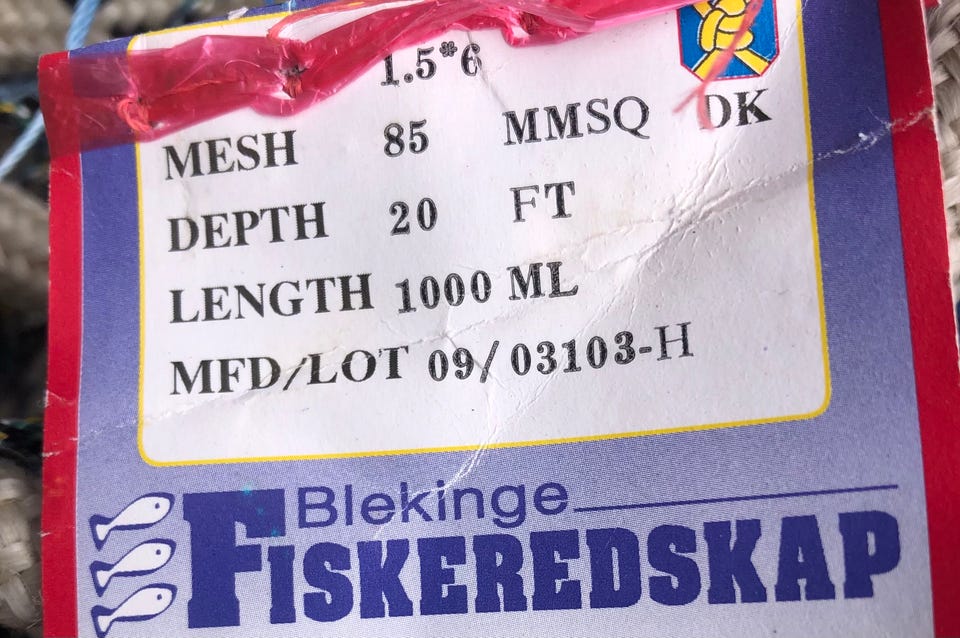 1.5*6
MESH 85 MMSQ DK
DEPTH 20 FT
LENGTH 1000 ML
MFD/LOT 09/03103-H
Blekinge
FISKEREDSKAP